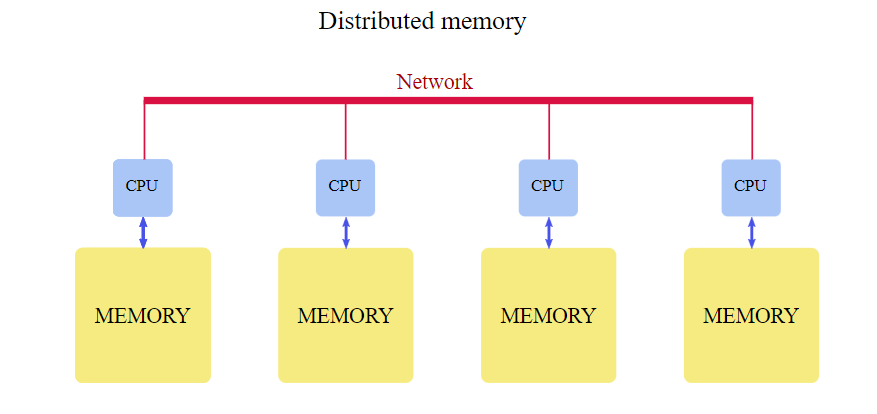 Distributed memory
Network
CPU CPU CPU CPU
MEMORY MEMORY MEMORY MEMORY